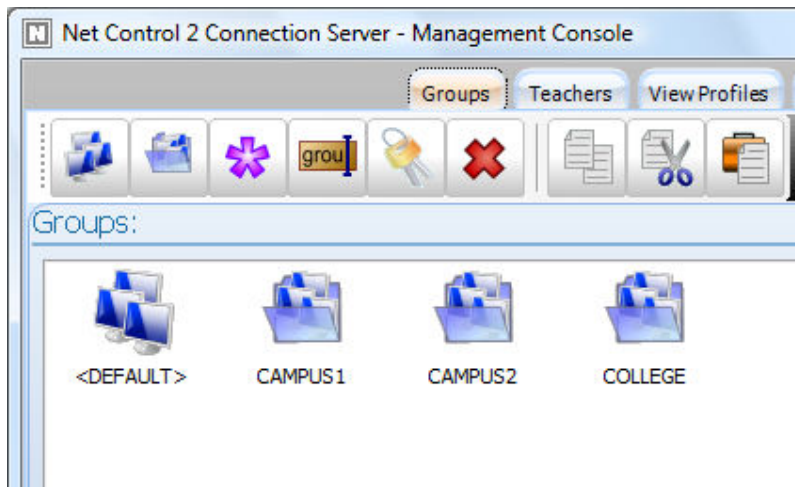 N Net Control 2 Connection Server - Management Console
Groups Teachers View Profiles
grou
Groups:
<DEFAULT> CAMPUS1 CAMPUS2 COLLEGE